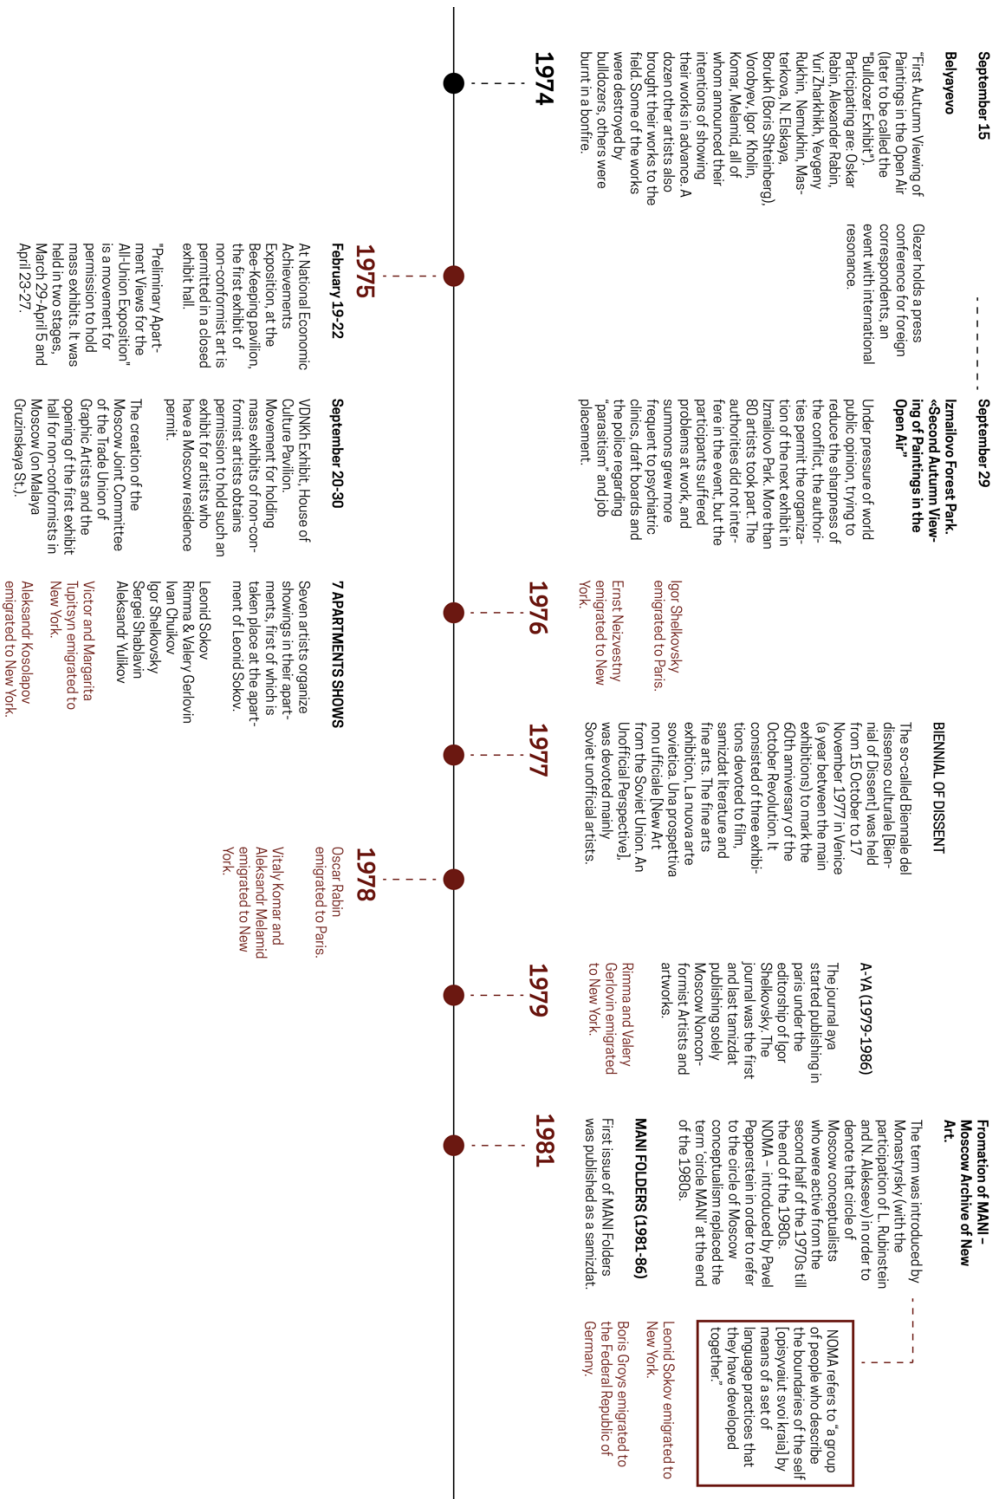 September 15
Belyayevo
"First Autumn Viewing of
Paintings in the Open Air
(later to be called the
"Bulldozer Exhibit").
Participating are: Oskar
Rabin, Alexander Rabin,
Yuri Zharkhikh, Yevgeny
Rukhin, Nemukhin, Mas-
terkova, N. Elskaya,
Borukh (Boris Shteinberg),
Vorobyev, Igor Kholin,
Komar, Melamid, all of
whom announced their
intentions of showing
their works in advance. A
dozen other artists also
brought their works to the
field. Some of the works
were destroyed by
bulldozers, others were
burnt in a bonfire.
1974
Glezer holds a press
conference for foreign
correspondents, an
event with international
resonance.
September 29
Izmailovo Forest Park.
«Second Autumn View-
ing of Paintings in the
Open Air"
Under pressure of world
public opinion, trying to
reduce the sharpness of
the conflict, the authori-
ties permit the organiza-
tion of the next exhibit in
Izmailovo Park. More than
80 artists took part. The
authorities did not inter-
fere in the event, but the
participants suffered
problems at work, and
summons grew more
frequent to psychiatric
clinics, draft boards and
the police regarding
"parasitism" and job
placement.
1975
February 19-22
At National Economic
Achievements
Exposition, at the
Bee-Keeping pavilion,
the first exhibit of
non-conformist art is
permitted in a closed
exhibit hall.
"Preliminary Apart-
ment Views for the
All-Union Exposition"
is a movement for
permission to hold
mass exhibits. It was
held in two stages,
March 29-April 5 and
April 23-27.
September 20-30
VDNKh Exhibit, House of
Culture Pavilion.
Movement for holding
mass exhibits of non-con-
formist artists obtains
permission to hold such an
exhibit for artists who
have a Moscow residence
permit.
The creation of the
Moscow Joint Committee
of the Trade Union of
Graphic Artists and the
opening of the first exhibit
hall for non-conformists in
Moscow (on Malaya
Gruzinskaya St.).
1976
Igor Shelkovsky
emigrated to Paris.
Ernst Neizvestny
emigrated to New
York.
7 APARTMENTS SHOWS
Seven artists organize
showings in their apart-
ments, first of which is
taken place at the apart-
ment of Leonid Sokov.
Leonid Sokov
Rimma & Valery Gerlovin
Ivan Chuikov
Igor Shelkovsky
Sergei Shablavin
Aleksandr Yulikov
Victor and Margarita
Tupitsyn emigrated to
New York.
Aleksandr Kosolapov
emigrated to New York.
BIENNIAL OF DISSENT
The so-called Biennale del
dissenso culturale [Bien-
nial of Dissent] was held
from 15 October to 17
November 1977 in Venice
(a year between the main
exhibitions) to mark the
60th anniversary of the
October Revolution. It
consisted of three exhibi-
tions devoted to film,
samizdat literature and
fine arts. The fine arts
exhibition, La nuova arte
sovietica. Una prospettiva
non ufficiale [New Art
from the Soviet Union. An
Unofficial Perspective],
was devoted mainly
Soviet unofficial artists.
1977
1978
Oscar Rabin
emigrated to Paris.
Vitaly Komar and
Aleksandr Melamid
emigrated to New
York.
A-YA (1979-1986)
The journal aya
started publishing in
paris under the
editorship of Igor
Shelkovsky. The
journal was the first
and last tamizdat
publishing solely
Moscow Noncon-
formist Artists and
artworks.
Rimma and Valery
Gerlovin emigrated
to New York.
1979
Fromation of MANI –
Moscow Archive of New
Art.
The term was introduced by
Monastyrsky (with the
participation of L. Rubinstein
and N. Alekseev) in order to
denote that circle of
Moscow conceptualists
who were active from the
second half of the 1970s till
the end of the 1980s.
NOMA – introduced by Pavel
Pepperstein in order to refer
to the circle of Moscow
conceptualism replaced the
term 'circle MANI' at the end
of the 1980s.
MANI FOLDERS (1981-86)
First issue of MANI Folders
was published as a samizdat.
1981
NOMA refers to "a group
of people who describe
the boundaries of the self
[opisyvaiut svoi kraia] by
means of a set of
language practices that
they have developed
together."
Leonid Sokov emigrated to
New York.
Boris Groys emigrated to
the Federal Republic of
Germany.